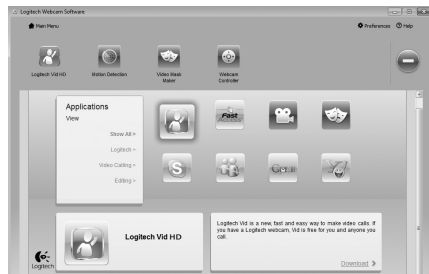 Logitech Webcam Software
Main Menu
Preferences
Help
Logitech Vid HD
Motion Detection
Video Mask
Maker
Webcam
Controller
Applications
View
Show All >
Logitech >
Video Calling >
Editing >
Fast
Logitech Vid HD
Logitech Vid is a new, fast and easy way to make video calls. If
you have a Logitech webcam, Vid is free for you and anyone you
call.
Download >
Logitech